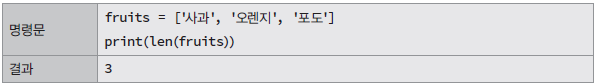 명령문
fruits = ['사과', '오렌지', '포도']
print(len(fruits))
결과
3